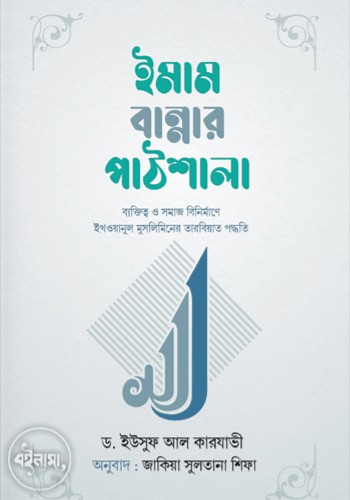 ইমাম
বান্নার
পাঠশালা
ব্যক্তিত্ব ও সমাজ বিনির্মাণে
ইখওয়ানুল মুসলিমিনের তারবিয়াত পদ্ধতি
ড. ইউসুফ আল কারযাভী
অনুবাদ : জাকিয়া সুলতানা শিফা
বইনামা